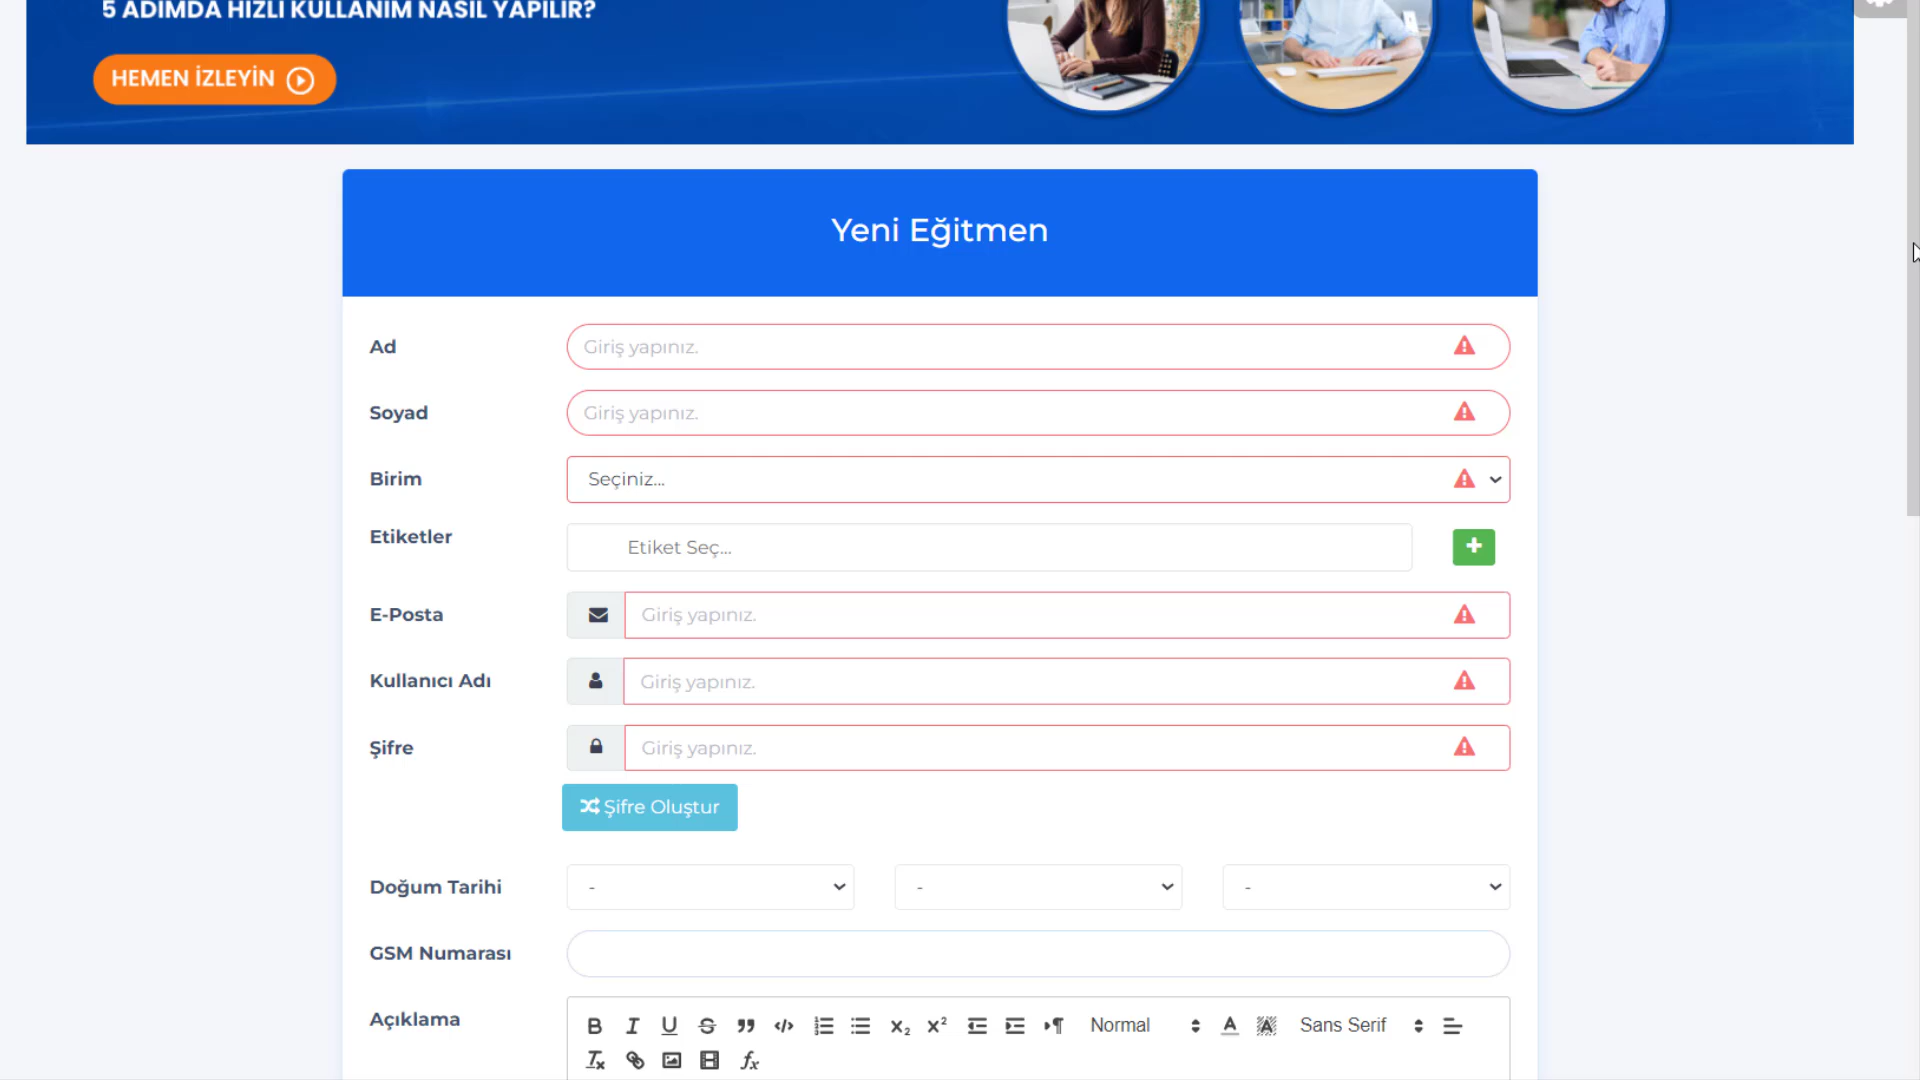 5 ADIMDA HIZLI KULLANIM NASIL YAPILIR?
HEMEN İZLEYİN
Yeni Eğitmen
Ad
Giriş yapınız.
Soyad
Giriş yapınız.
Birim
Seçiniz...
Etiketler
Etiket Seç...
E-Posta
Giriş yapınız.
Kullanıcı Adı
Giriş yapınız.
Şifre
Giriş yapınız.
Şifre Oluştur
Doğum Tarihi
- - -
GSM Numarası
Açıklama
Normal
Sans Serif